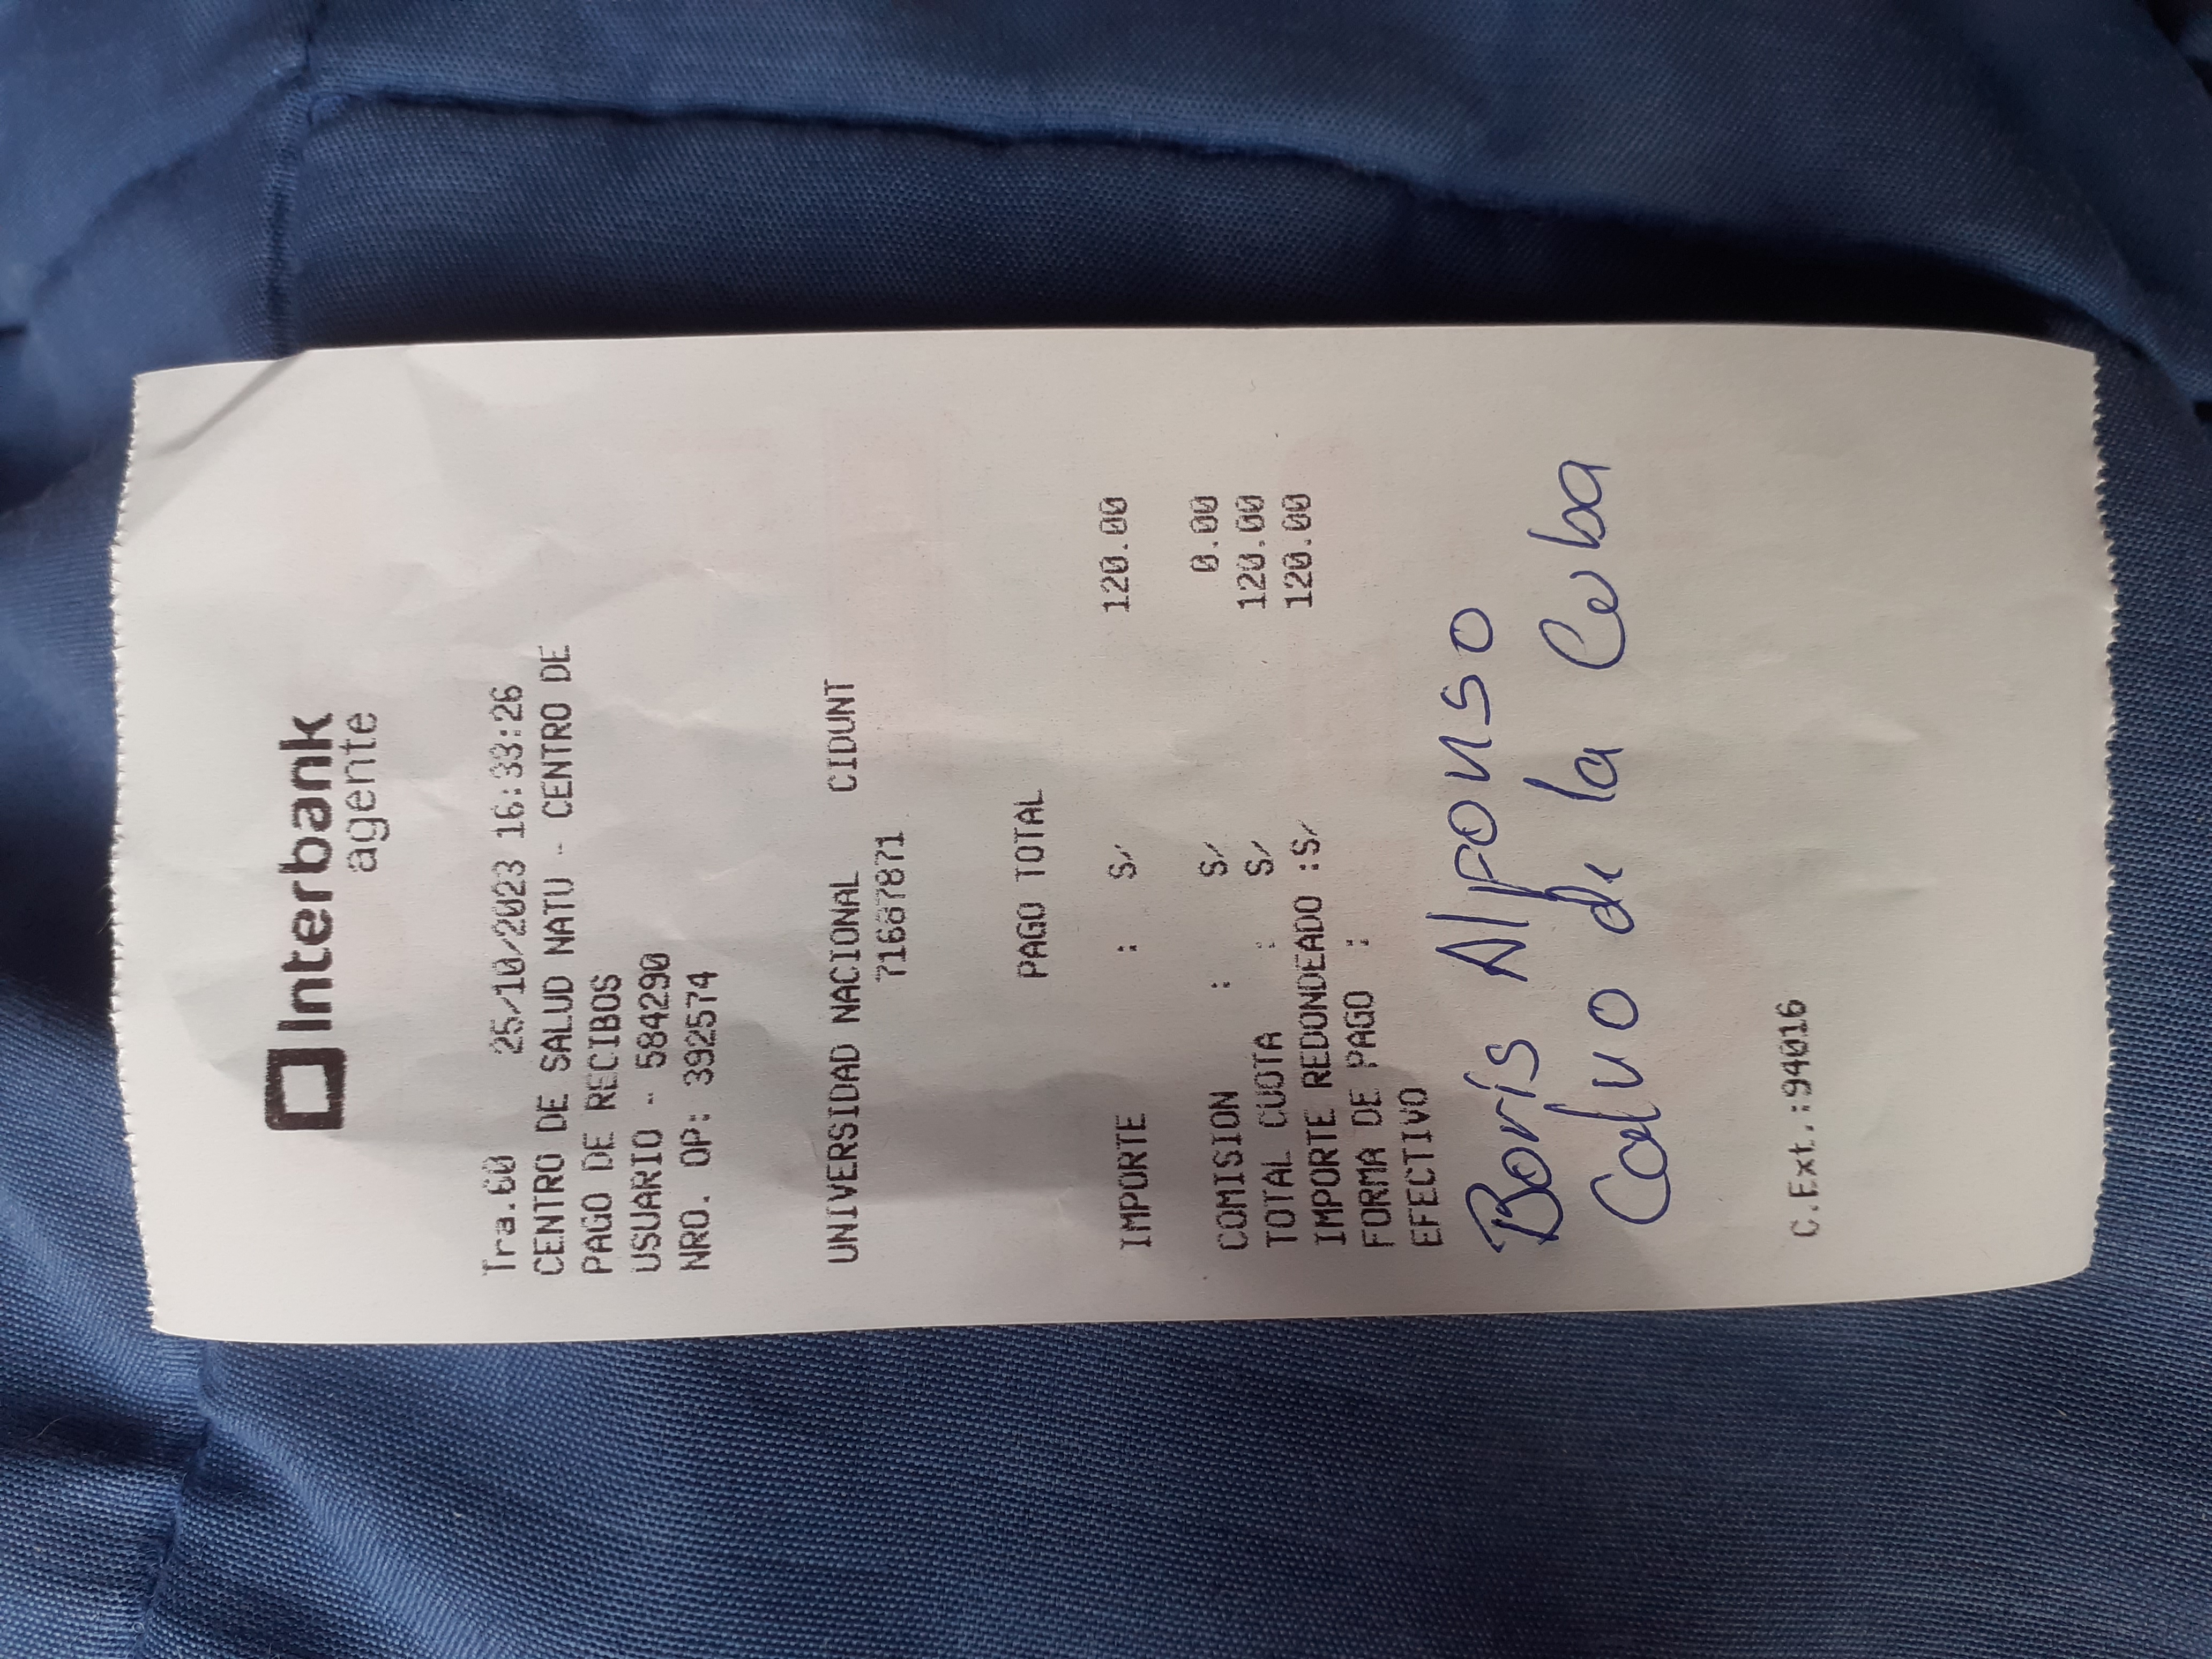 Interbank
agente
Tra.60 25/10/2023 16:33:26
CENTRO DE SALUD NATU - CENTRO DE
PAGO DE RECIBOS
USUARIO - 584290
NRO. OP: 392574
UNIVERSIDAD NACIONAL CIDUNT
PAGO TOTAL
IMPORTE : S/ 120.00
COMISION : S/ 0.00
TOTAL CUOTA : S/ 120.00
IMPORTE REDONDEADO :S/ 120.00
FORMA DE PAGO :
EFECTIVO
Boris Alfonso
Calvo de la Cuba
C.Ext.:94016